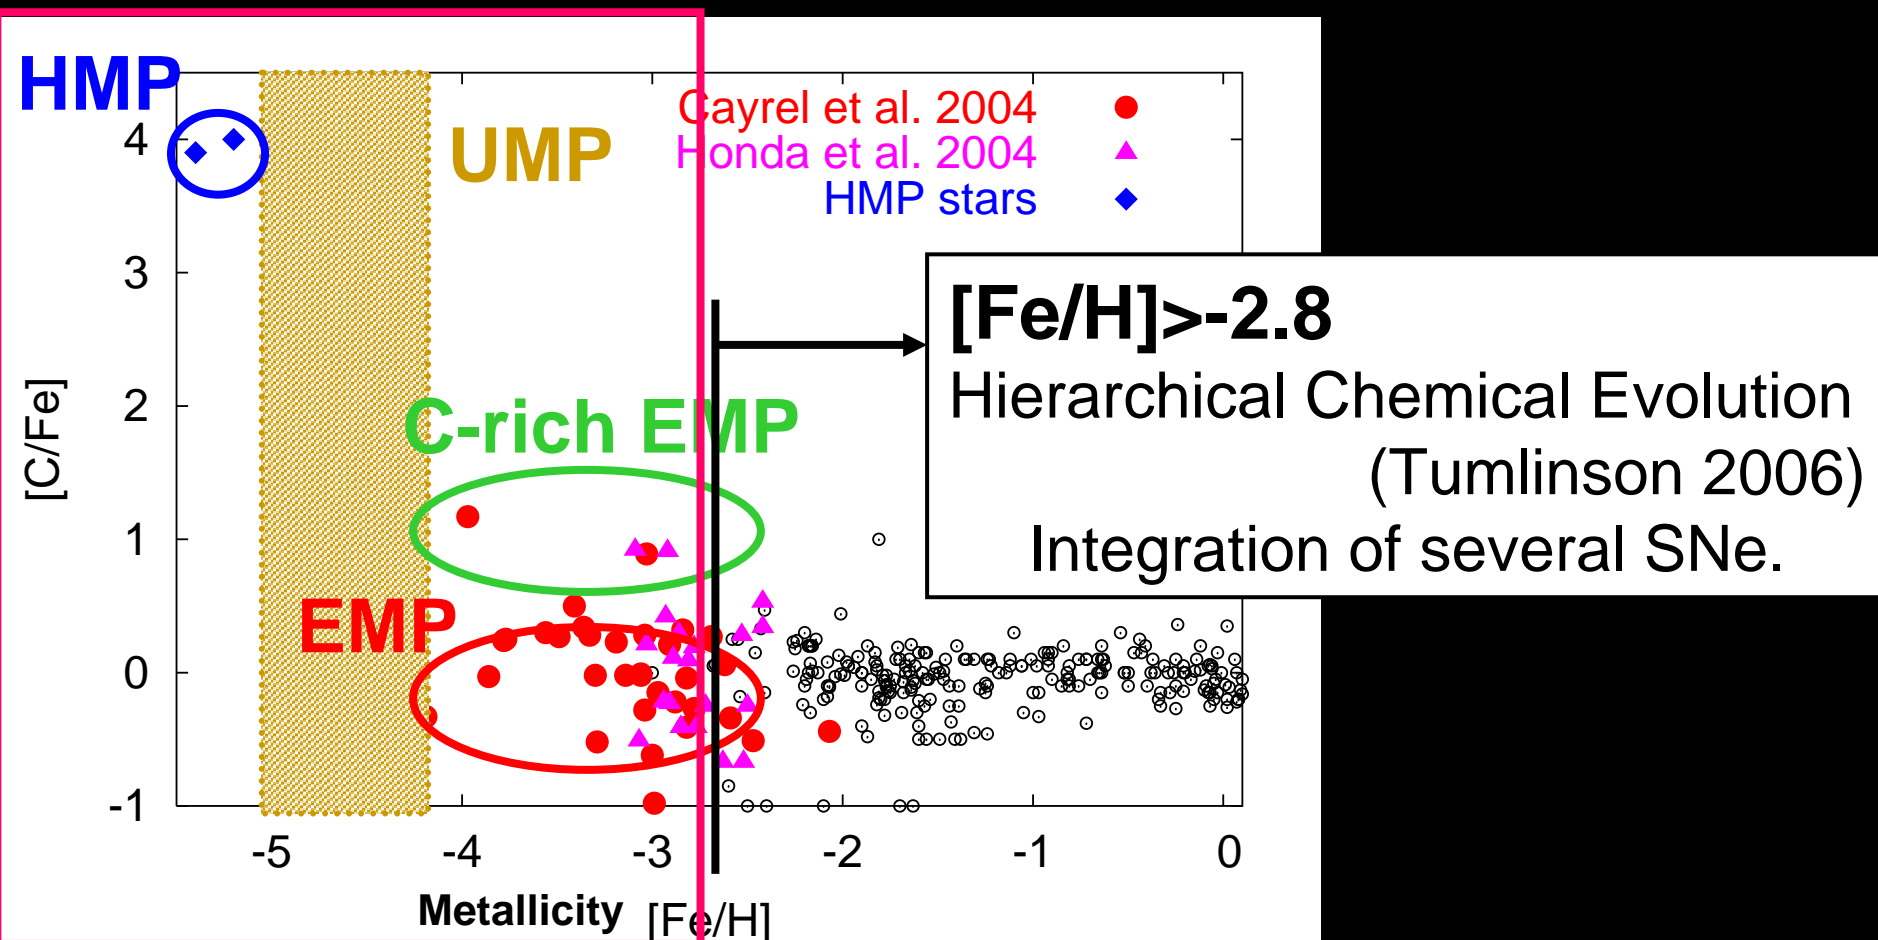 HMP
UMP
Cayrel et al. 2004
Honda et al. 2004
HMP stars
[Fe/H]>-2.8
Hierarchical Chemical Evolution
(Tumlinson 2006)
Integration of several SNe.
C-rich EMP
EMP
[C/Fe]
4
3
2
1
0
-1
-5
-4
-3
-2
-1
0
Metallicity [Fe/H]